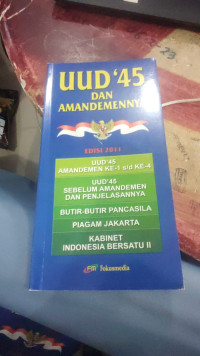 UUD '45
DAN
AMANDEMENNYA
EDISI 2011
UUD '45
AMANDEMEN KE-1 s/d KE-4
UUD '45
SEBELUM AMANDEMEN
DAN PENJELASANNYA
BUTIR-BUTIR PANCASILA
PIAGAM JAKARTA
KABINET
INDONESIA BERSATU II
Fokusmedia